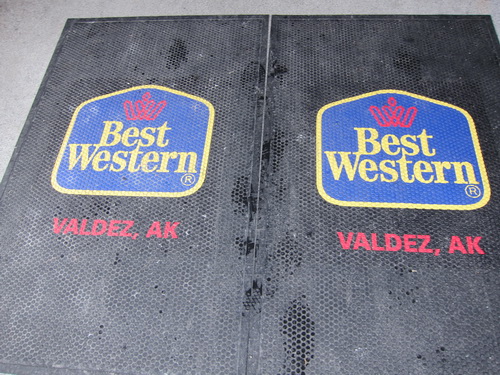 Best
Western
®
VALDEZ, AK
Best
Western
®
VALDEZ, AK